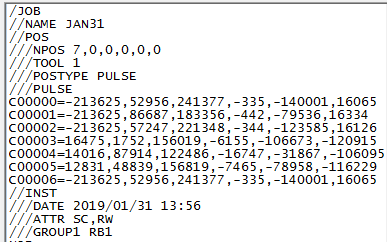 /JOB
//NAME JAN31
//POS
///NPOS 7,0,0,0,0,0
///TOOL 1
///POSTYPE PULSE
///PULSE
C00000=-213625,52956,241377,-335,-140001,16065
C00001=-213625,86687,183356,-442,-79536,16334
C00002=-213625,57247,221348,-344,-123585,16126
C00003=16475,1752,156019,-6155,-106673,-120915
C00004=14016,87914,122486,-16747,-31867,-106095
C00005=12831,48839,156819,-7465,-78958,-116229
C00006=-213625,52956,241377,-335,-140001,16065
//INST
///DATE 2019/01/31 13:56
///ATTR SC,RW
///GROUP1 RB1